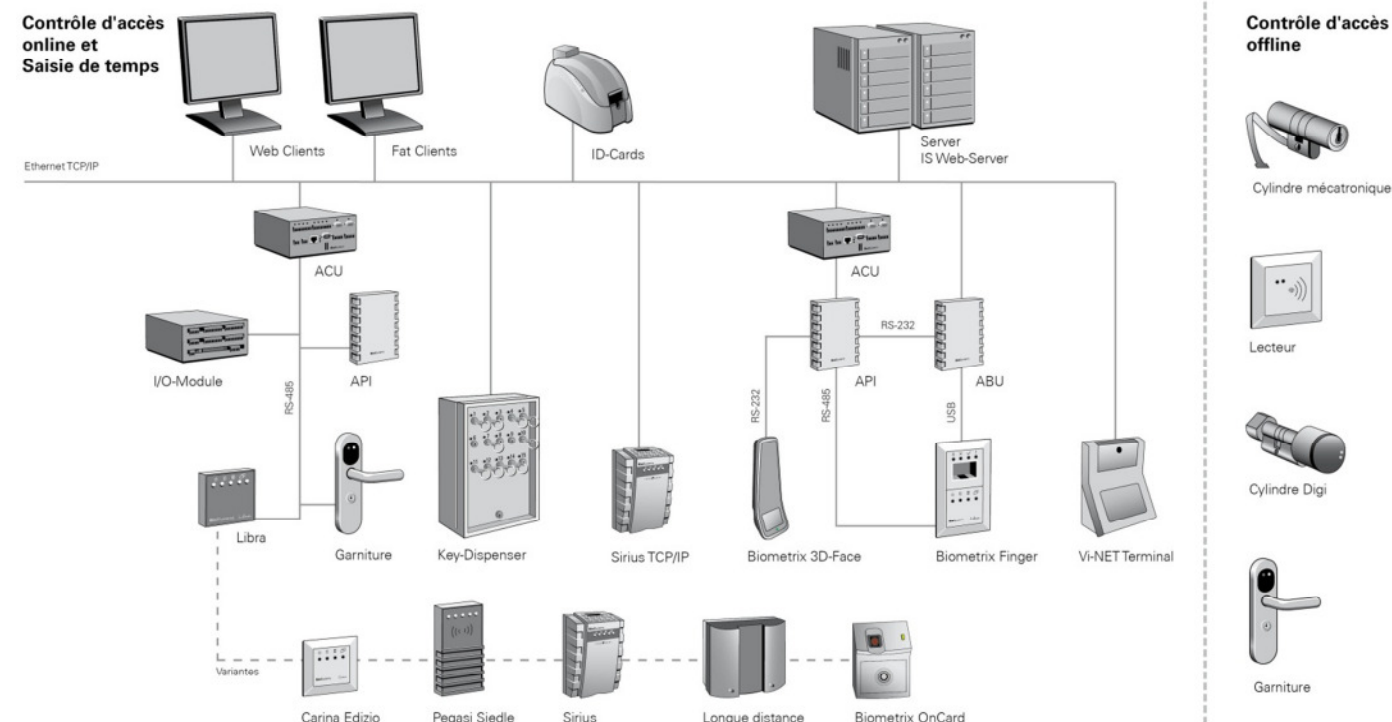 Contrôle d'accès
online et
Saisie de temps
Contrôle d'accès
offline
Web Clients
Fat Clients
ID-Cards
Server
IS Web-Server
Ethernet TCP/IP
Cylindre mécatronique
ACU
ACU
I/O-Module
API
RS-485
RS-232
API
ABU
RS-232
RS-485
USB
Lecteur
Cylindre Digi
Libra
Garniture
Key-Dispenser
Sirius TCP/IP
Biometrix 3D-Face
Biometrix Finger
Vi-NET Terminal
Variantes
Carina Edizio
Pegasi Siedle
Sirius
Longue distance
Biometrix OnCard
Garniture